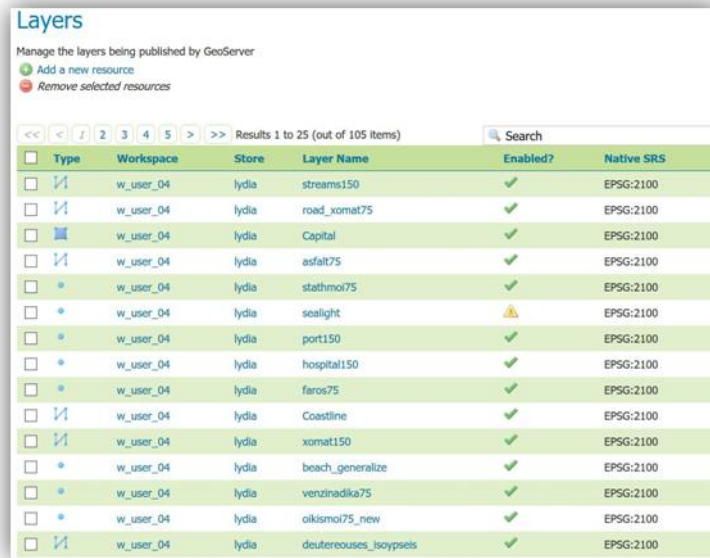 Layers
Manage the layers being published by GeoServer
Add a new resource
Remove selected resources
<< < 1 2 3 4 5 > >> Results 1 to 25 (out of 105 items) Search
Type Workspace Store Layer Name Enabled? Native SRS
w_user_04 lydia streams150 EPSG:2100
w_user_04 lydia road_xomat75 EPSG:2100
w_user_04 lydia Capital EPSG:2100
w_user_04 lydia asfalt75 EPSG:2100
w_user_04 lydia stathmoi75 EPSG:2100
w_user_04 lydia sealight EPSG:2100
w_user_04 lydia port150 EPSG:2100
w_user_04 lydia hospital150 EPSG:2100
w_user_04 lydia faros75 EPSG:2100
w_user_04 lydia Coastline EPSG:2100
w_user_04 lydia xomat150 EPSG:2100
w_user_04 lydia beach_generalize EPSG:2100
w_user_04 lydia venzinadika75 EPSG:2100
w_user_04 lydia oikismoi75_new EPSG:2100
w_user_04 lydia deutereouses_isoypseis EPSG:2100